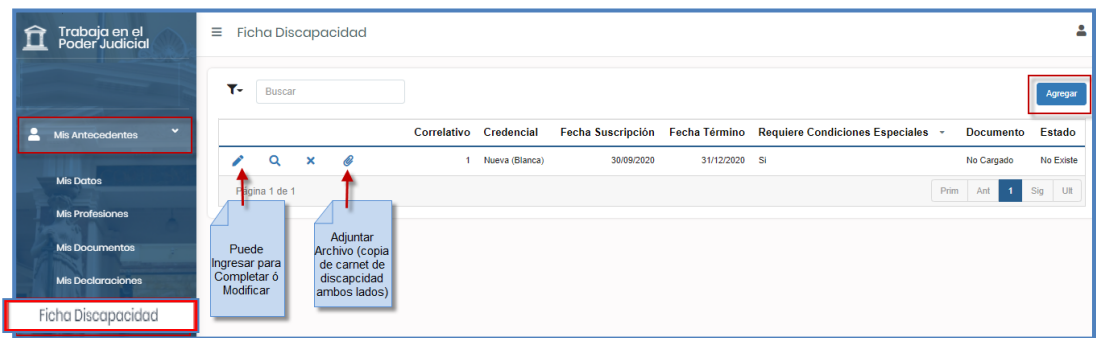 Trabaja en el
Poder Judicial
Ficha Discapacidad
Buscar
Agregar
Mis Antecedentes
Correlativo Credencial Fecha Suscripción Fecha Término Requiere Condiciones Especiales Documento Estado
1 Nueva (Blanca) 30/09/2020 31/12/2020 Si No Cargado No Existe
Página 1 de 1
Prim Ant 1 Sig Ult
Mis Datos
Mis Profesiones
Mis Documentos
Mis Declaraciones
Ficha Discapacidad
Puede
Ingresar para
Completar ó
Modificar
Adjuntar
Archivo (copia
de carnet de
discapcidad
ambos lados)